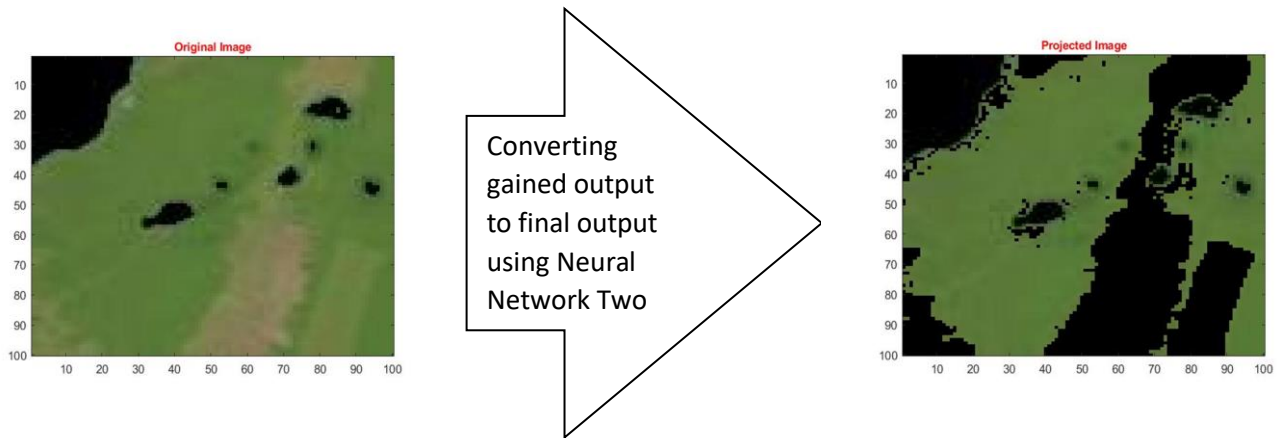 Original Image
10
20
30
40
50
60
70
80
90
100
10 20 30 40 50 60 70 80 90 100
Converting
gained output
to final output
using Neural
Network Two
Projected Image
10
20
30
40
50
60
70
80
90
100
10 20 30 40 50 60 70 80 90 100